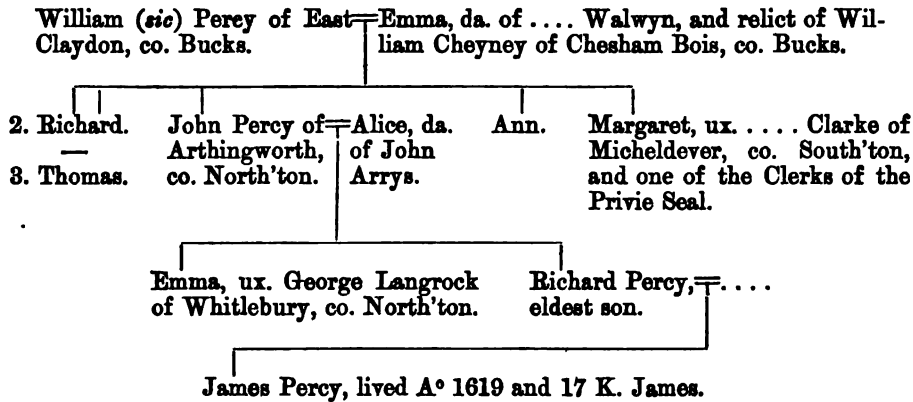 William (sic) Percy of East Claydon, co. Bucks.
Emma, da. of .... Walwyn, and relict of William Cheyney of Chesham Bois, co. Bucks.
2. Richard.
—
3. Thomas.
John Percy of Arthingworth, co. North'ton.
Alice, da. of John Arrys.
Ann.
Margaret, ux. .... Clarke of Micheldever, co. South'ton, and one of the Clerks of the Privie Seal.
Emma, ux. George Langrock of Whitlebury, co. North'ton.
Richard Percy, eldest son.
....
James Percy, lived Aº 1619 and 17 K. James.